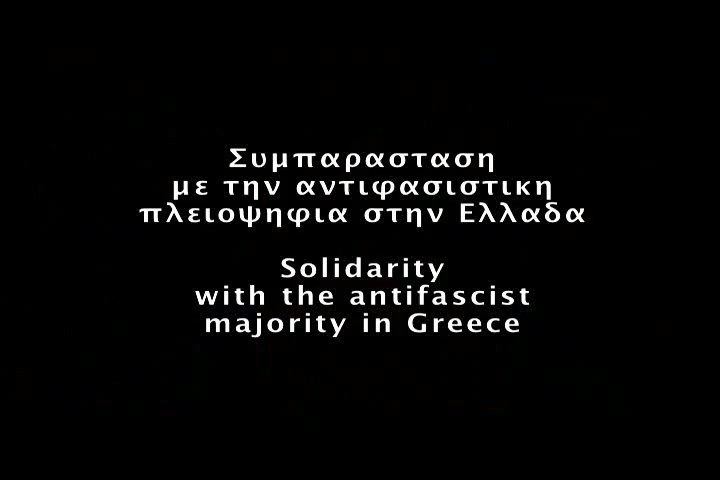 Συμπαρασταση
με την αντιφασιστικη
πλειοψηφια στην Ελλαδα
Solidarity
with the antifascist
majority in Greece